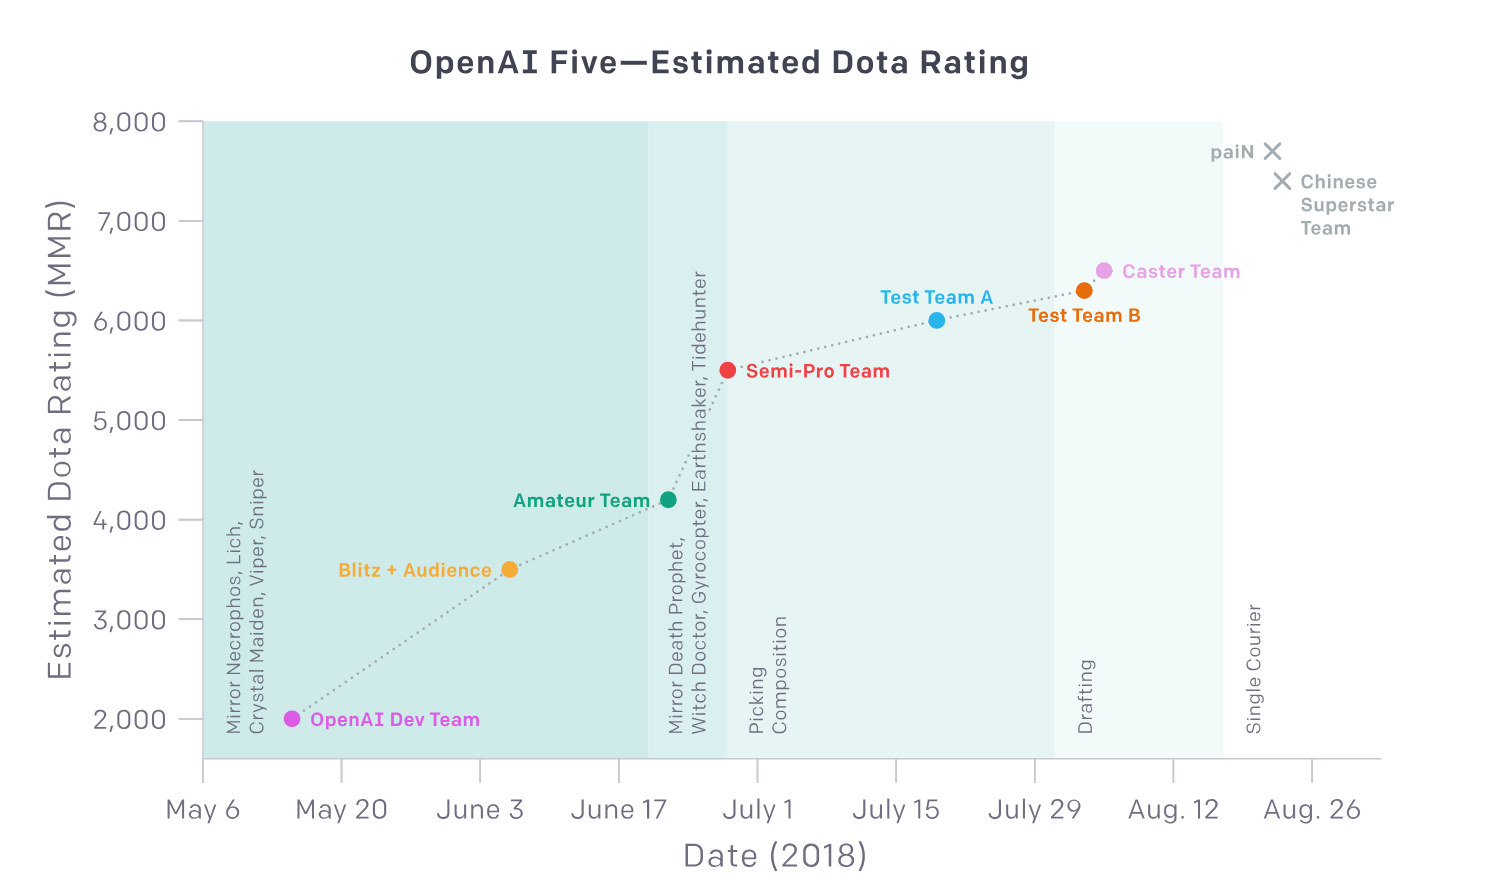 OpenAI Five—Estimated Dota Rating
Estimated Dota Rating (MMR)
8,000
7,000
6,000
5,000
4,000
3,000
2,000
paiN
Chinese
Superstar
Team
Caster Team
Test Team A
Test Team B
Semi-Pro Team
Amateur Team
Blitz + Audience
OpenAI Dev Team
Mirror Necrophos, Lich,
Crystal Maiden, Viper, Sniper
Mirror Death Prophet,
Witch Doctor, Gyrocopter, Earthshaker, Tidehunter
Picking
Composition
Drafting
Single Courier
May 6
May 20
June 3
June 17
July 1
July 15
July 29
Aug. 12
Aug. 26
Date (2018)